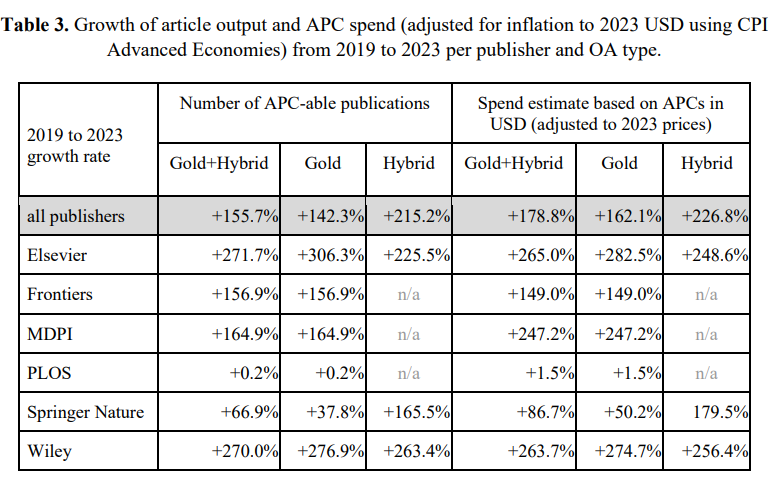 Table 3. Growth of article output and APC spend (adjusted for inflation to 2023 USD using CPI
Advanced Economies) from 2019 to 2023 per publisher and OA type.
2019 to 2023
growth rate
Number of APC-able publications
Spend estimate based on APCs in
USD (adjusted to 2023 prices)
Gold+Hybrid Gold Hybrid Gold+Hybrid Gold Hybrid
all publishers +155.7% +142.3% +215.2% +178.8% +162.1% +226.8%
Elsevier +271.7% +306.3% +225.5% +265.0% +282.5% +248.6%
Frontiers +156.9% +156.9% n/a +149.0% +149.0% n/a
MDPI +164.9% +164.9% n/a +247.2% +247.2% n/a
PLOS +0.2% +0.2% n/a +1.5% +1.5% n/a
Springer Nature +66.9% +37.8% +165.5% +86.7% +50.2% 179.5%
Wiley +270.0% +276.9% +263.4% +263.7% +274.7% +256.4%